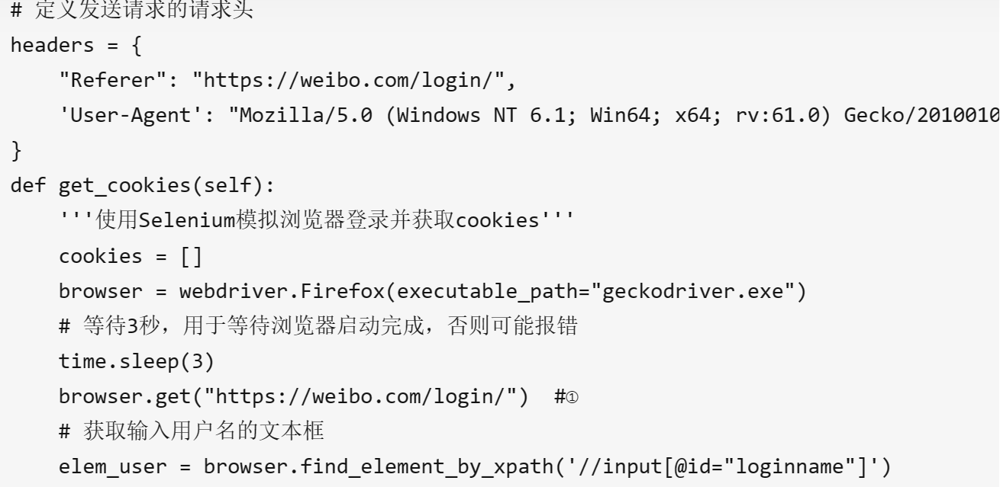 # 定义发送请求的请求头
headers = {
    "Referer": "https://weibo.com/login/",
    'User-Agent': "Mozilla/5.0 (Windows NT 6.1; Win64; x64; rv:61.0) Gecko/2010010
}
def get_cookies(self):
    '''使用Selenium模拟浏览器登录并获取cookies'''
    cookies = []
    browser = webdriver.Firefox(executable_path="geckodriver.exe")
    # 等待3秒，用于等待浏览器启动完成，否则可能报错
    time.sleep(3)
    browser.get("https://weibo.com/login/")  #①
    # 获取输入用户名的文本框
    elem_user = browser.find_element_by_xpath('//input[@id="loginname"]')